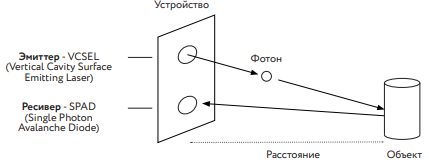 Устройство
Эмиттер - VCSEL
(Vertical Cavity Surface
Emitting Laser)
Фотон
Ресивер - SPAD
(Single Photon
Avalanche Diode)
Расстояние
Объект